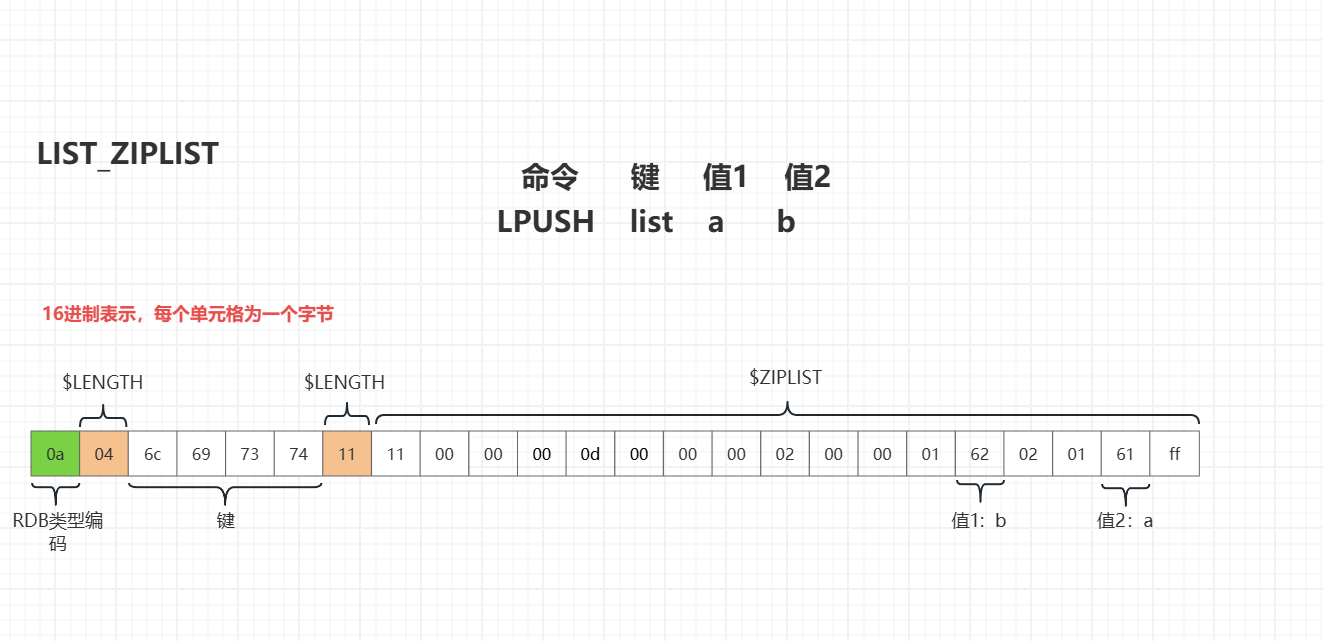 LIST_ZIPLIST
命令 键 值1 值2
LPUSH list a b
16进制表示，每个单元格为一个字节
$LENGTH $LENGTH $ZIPLIST
0a 04 6c 69 73 74 11 11 00 00 00 0d 00 00 00 02 00 00 01 62 02 01 61 ff
RDB类型编
码
键
值1：b
值2：a